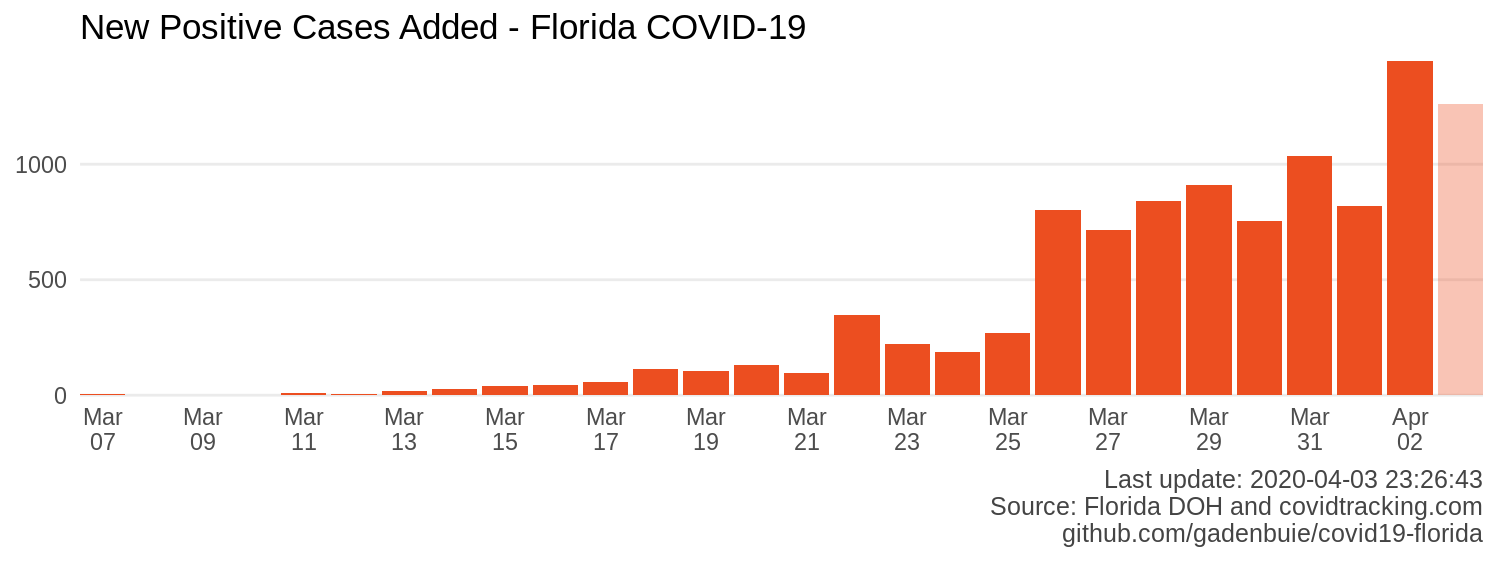 New Positive Cases Added - Florida COVID-19
1000
500
0
Mar Mar Mar Mar Mar Mar Mar Mar Mar Mar Mar Mar Mar Apr
07 09 11 13 15 17 19 21 23 25 27 29 31 02
Last update: 2020-04-03 23:26:43
Source: Florida DOH and covidtracking.com
github.com/gadenbuie/covid19-florida